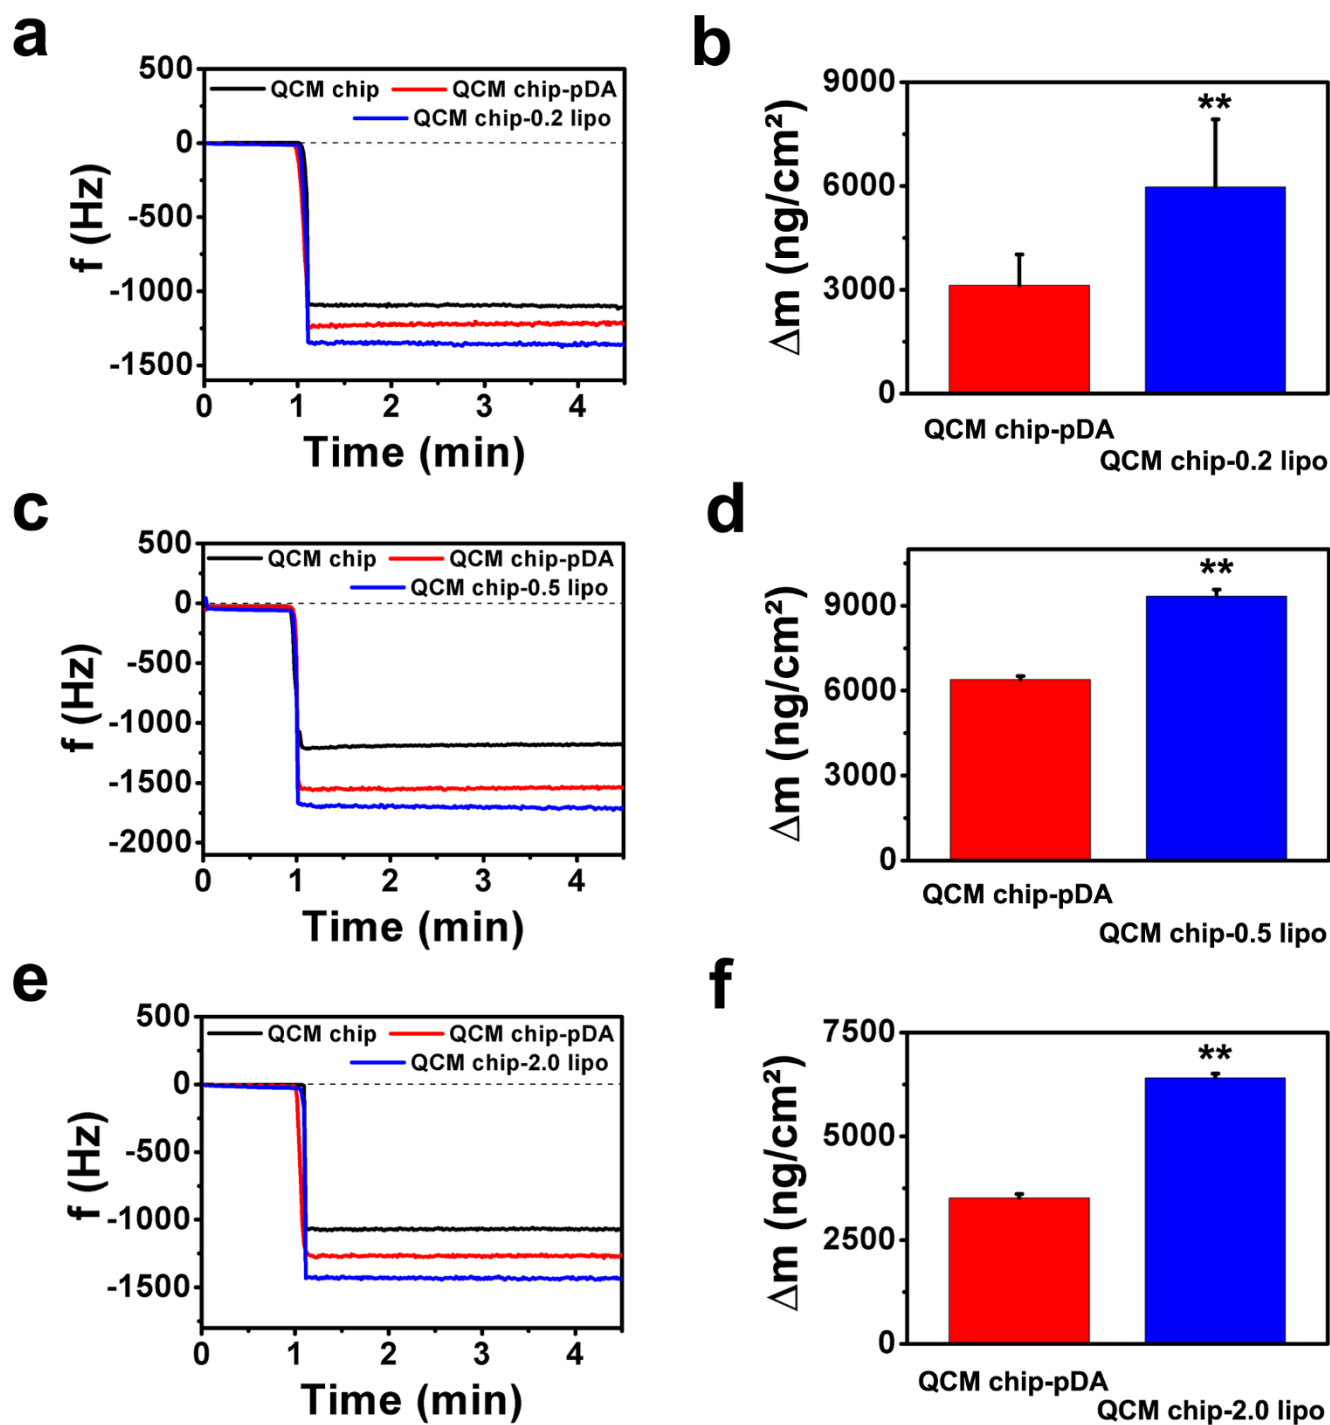 a
500
0
-500
-1000
-1500
f (Hz)
QCM chip
QCM chip-pDA
QCM chip-0.2 lipo
0 1 2 3 4
Time (min)
b
9000
6000
3000
0
Δm (ng/cm²)
**
QCM chip-pDA
QCM chip-0.2 lipo
c
500
0
-500
-1000
-1500
-2000
f (Hz)
QCM chip
QCM chip-pDA
QCM chip-0.5 lipo
0 1 2 3 4
Time (min)
d
9000
6000
3000
0
Δm (ng/cm²)
**
QCM chip-pDA
QCM chip-0.5 lipo
e
500
0
-500
-1000
-1500
f (Hz)
QCM chip
QCM chip-pDA
QCM chip-2.0 lipo
0 1 2 3 4
Time (min)
f
7500
5000
2500
0
Δm (ng/cm²)
**
QCM chip-pDA
QCM chip-2.0 lipo